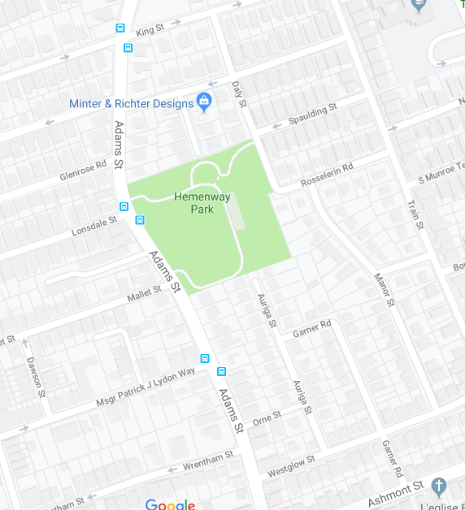 King St
Daly St
Minter & Richter Designs
Spaulding St
Adams St
Glenrose Rd
Rosselerin Rd
S Munroe Te
Hemenway
Park
Train St
Lonsdale St
Adams St
Manor St
Mallet St
Auriga St
Garner Rd
Dawson St
Msgr Patrick J Lydon Way
Auriga St
Adams St
Orne St
Garner Rd
Wrentham St
Westglow St
Ashmont St
Google